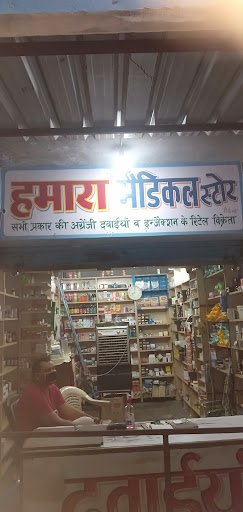 हमारा मैडिकल स्टोर
सभी प्रकार की अंग्रेजी दवाईयों व इन्जैक्शन के रिटेल विक्रेता
दवाईयाँ